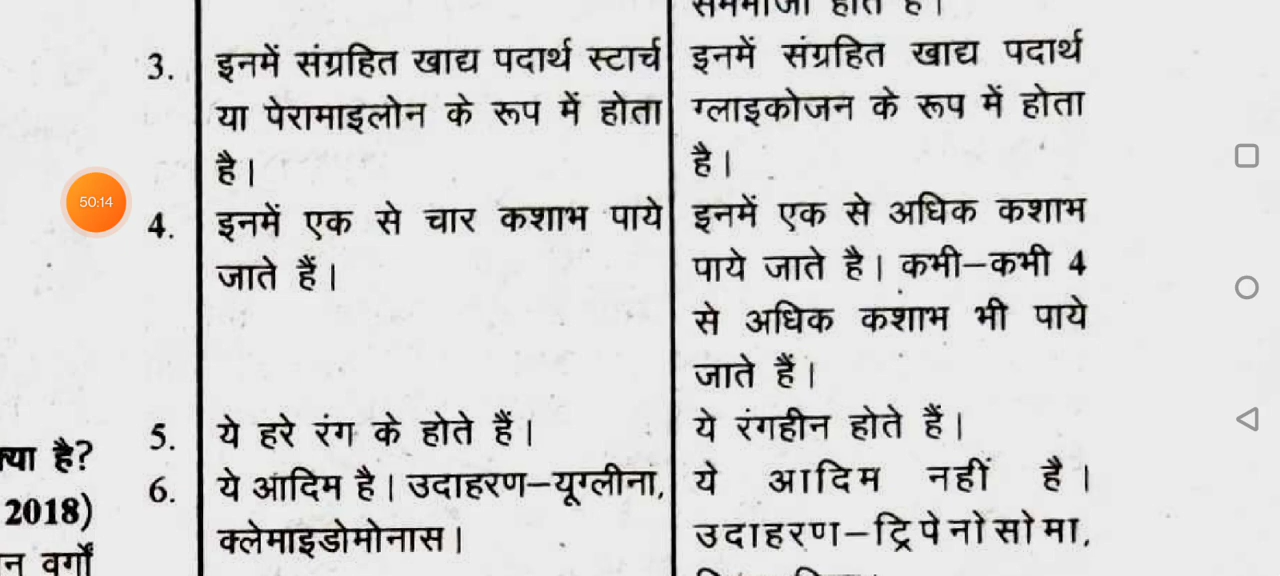 3.
इनमें संग्रहित खाद्य पदार्थ स्टार्च
या पेरामाइलोन के रूप में होता
है।
इनमें संग्रहित खाद्य पदार्थ
ग्लाइकोजन के रूप में होता
है।
50:14
4.
इनमें एक से चार कशाभ पाये
जाते हैं।
इनमें एक से अधिक कशाभ
पाये जाते है। कभी–कभी 4
से अधिक कशाभ भी पाये
जाते हैं।
5.
ये हरे रंग के होते हैं।
ये रंगहीन होते हैं।
6.
ये आदिम है। उदाहरण–यूग्लीना,
क्लेमाइडोमोनास।
ये आदिम नहीं है।
उदाहरण–ट्रिपेनोसोमा,
है?
2018)
वर्गों